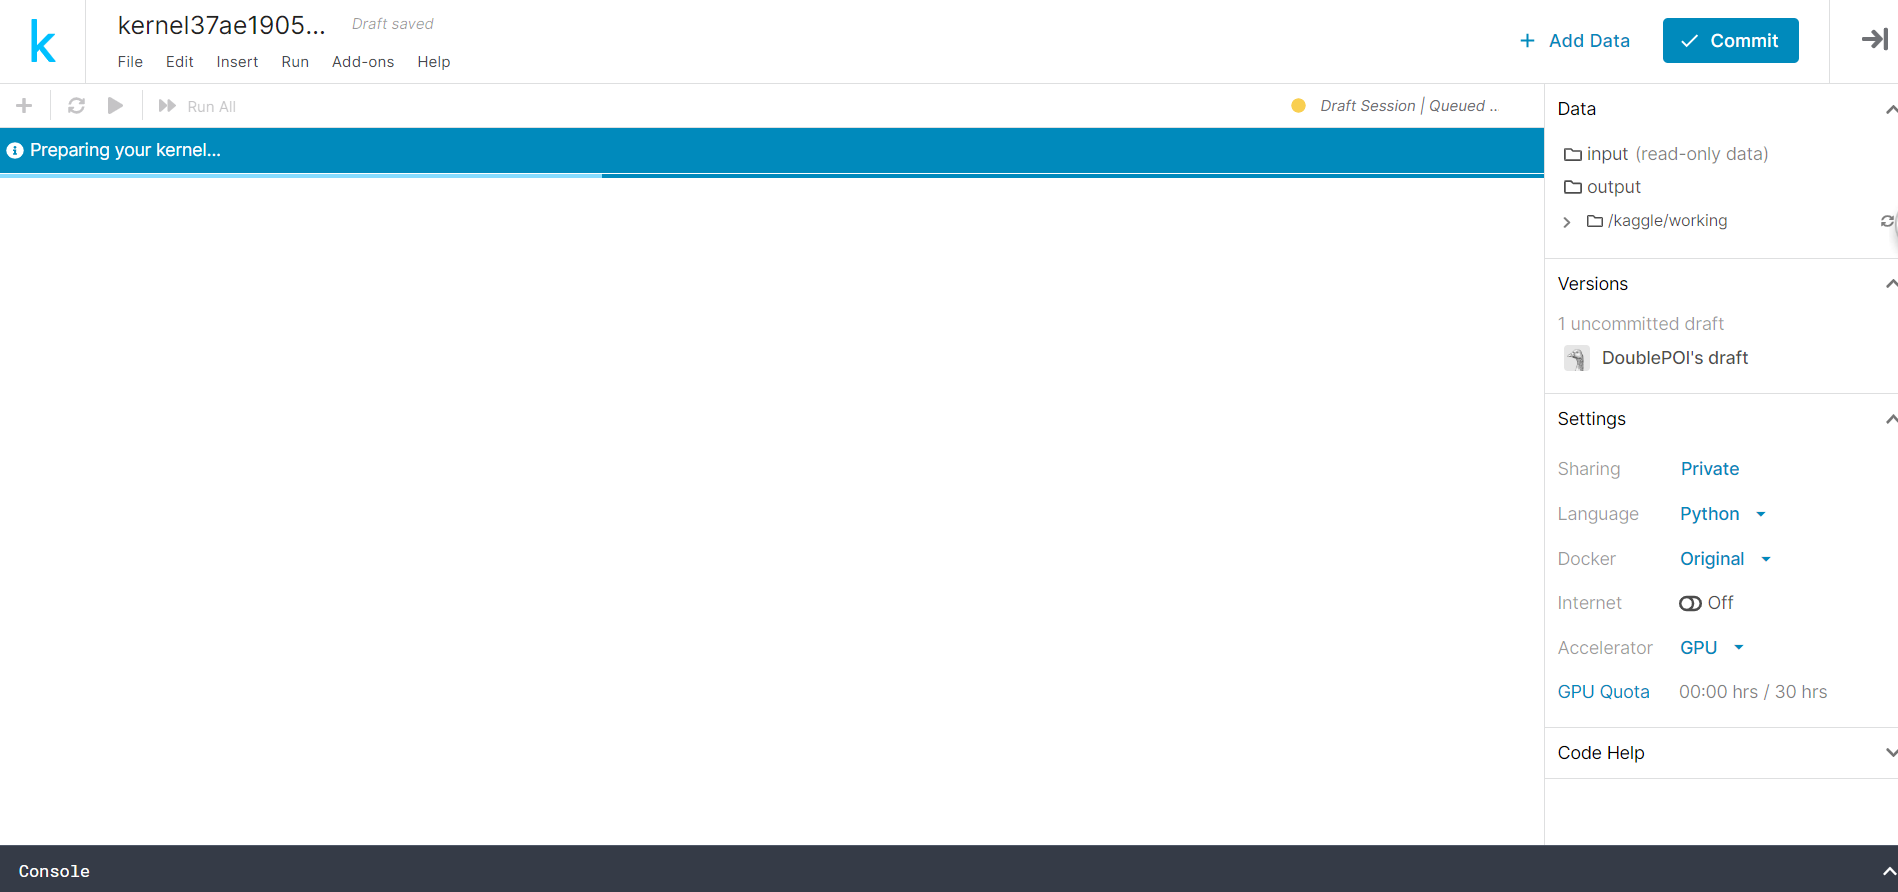 k
kernel37ae1905...
Draft saved
File Edit Insert Run Add-ons Help
+ Add Data
Commit
Run All
Draft Session | Queued ..
Preparing your kernel...
Data
input (read-only data)
output
/kaggle/working
Versions
1 uncommitted draft
DoublePOI's draft
Settings
Sharing Private
Language Python
Docker Original
Internet Off
Accelerator GPU
GPU Quota 00:00 hrs / 30 hrs
Code Help
Console